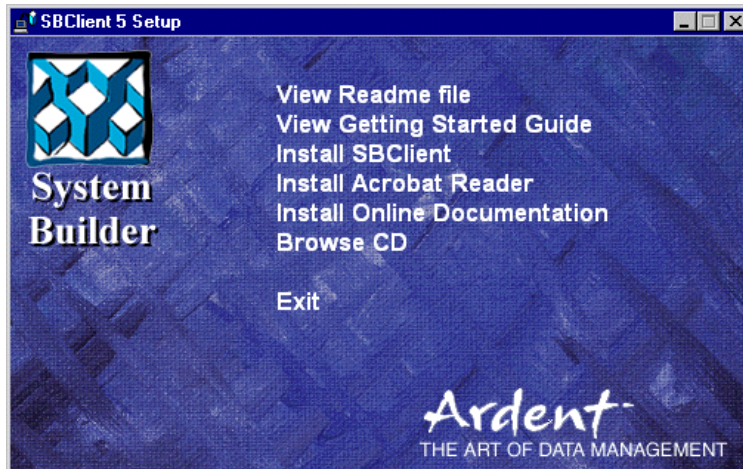 SBClient 5 Setup
View Readme file
View Getting Started Guide
Install SBClient
Install Acrobat Reader
Install Online Documentation
Browse CD
Exit
System
Builder
Ardent™
THE ART OF DATA MANAGEMENT